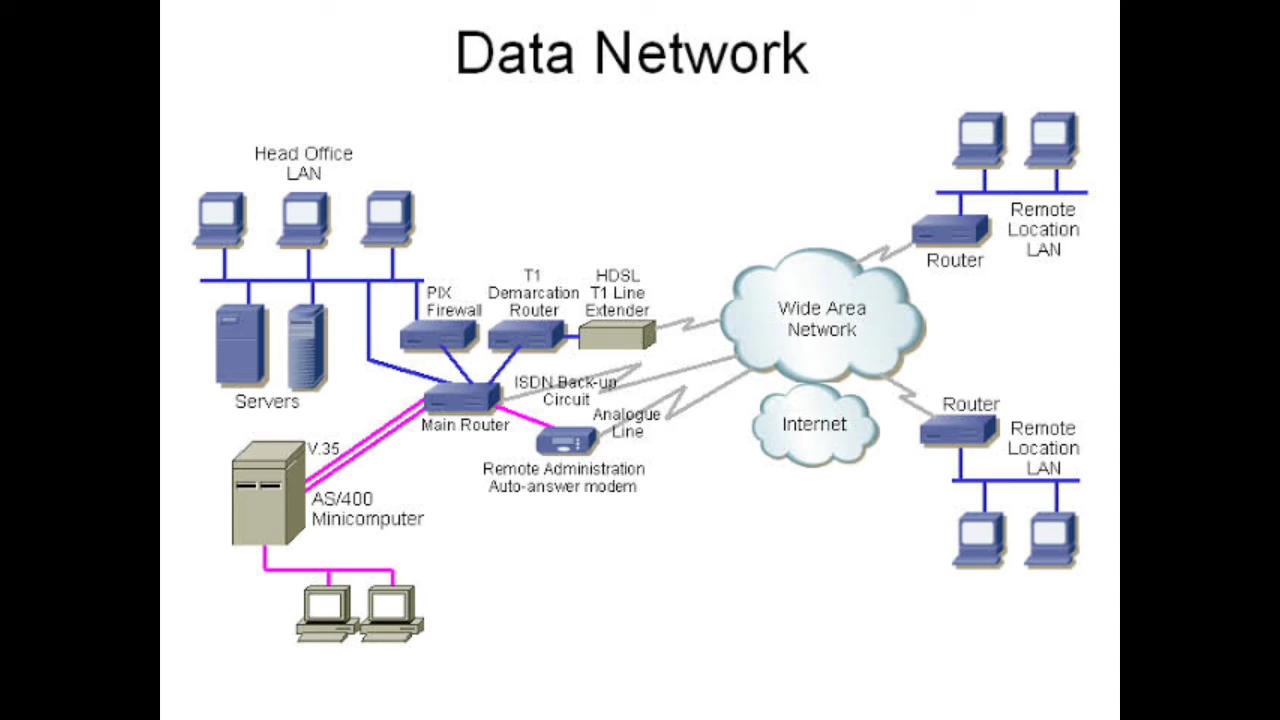 Data Network
Head Office
LAN
PIX
Firewall
T1
Demarcation
Router
HDSL
T1 Line
Extender
Wide Area
Network
Remote
Location
LAN
Router
Servers
ISDN Back-up
Circuit
Main Router
Analogue
Line
Internet
Router
Remote
Location
LAN
V.35
Remote Administration
Auto-answer modem
AS/400
Minicomputer